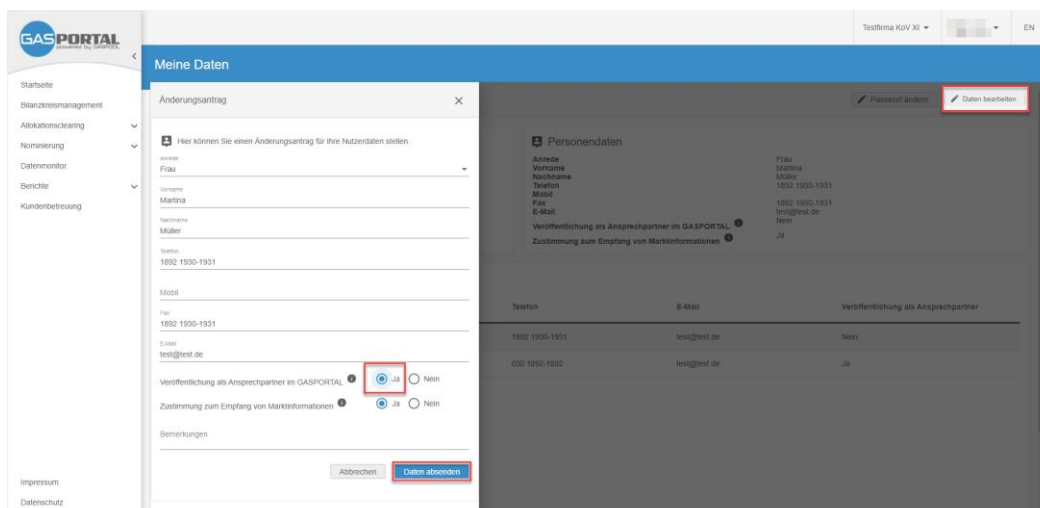 Testfirma KoV XI
EN
GASPORTAL
powered by GASPOOL
Meine Daten
Startseite
Bilanzkreismanagement
Allokationsclearing
Nominierung
Datenmonitor
Berichte
Kundenbetreuung
Impressum
Datenschutz
Änderungsantrag
Hier können Sie einen Änderungsantrag für Ihre Nutzerdaten stellen.
Anrede
Frau
Vorname
Martina
Nachname
Müller
Telefon
1892 1930-1931
Mobil
Fax
1892 1930-1931
E-Mail
test@test.de
Veröffentlichung als Ansprechpartner im GASPORTAL Ja Nein
Zustimmung zum Empfang von Marktinformationen Ja Nein
Bemerkungen
Abbrechen Daten absenden
Passwort ändern Daten bearbeiten
Personendaten
Anrede Frau
Vorname Martina
Nachname Müller
Telefon 1892 1930-1931
Mobil
Fax 1892 1930-1931
E-Mail test@test.de
Veröffentlichung als Ansprechpartner im GASPORTAL Nein
Zustimmung zum Empfang von Marktinformationen Ja
Telefon E-Mail Veröffentlichung als Ansprechpartner
1892 1930-1931 test@test.de Nein
030 1892-1892 test@test.de Ja